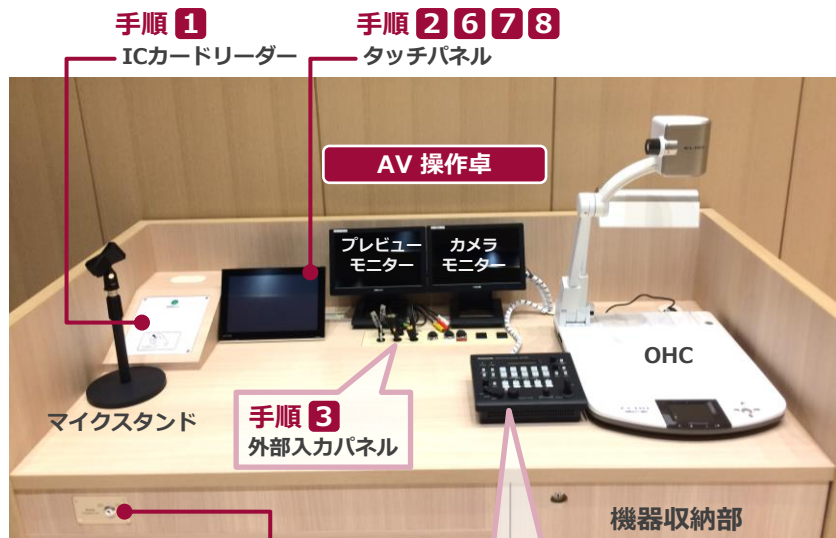 手順 1
ICカードリーダー
手順 2 6 7 8
タッチパネル
AV 操作卓
プレビュー
モニター
カメラ
モニター
OHC
マイクスタンド
手順 3
外部入力パネル
機器収納部